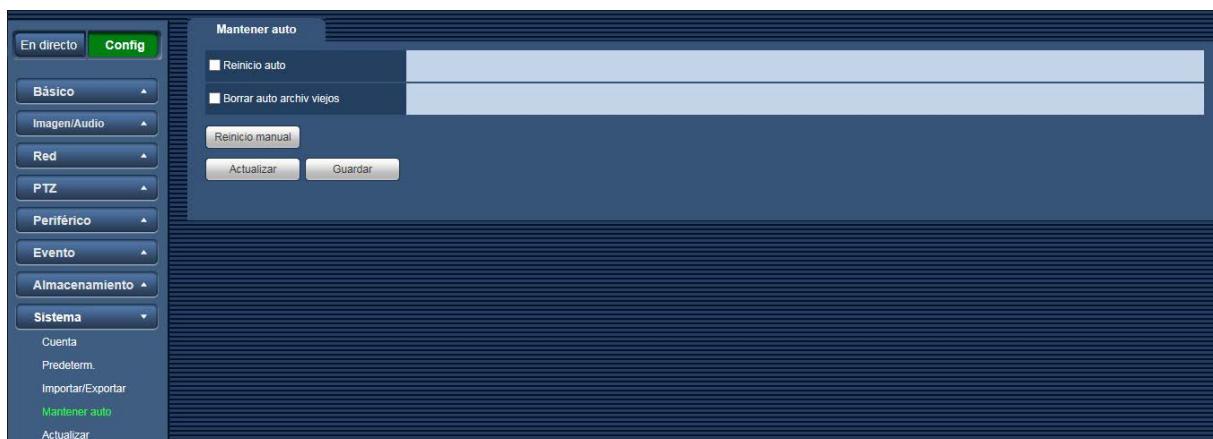 En directo
Config
Básico
Imagen/Audio
Red
PTZ
Periférico
Evento
Almacenamiento
Sistema
Cuenta
Predeterm.
Importar/Exportar
Mantener auto
Actualizar
Mantener auto
Reinicio auto
Borrar auto archiv viejos
Reinicio manual
Actualizar
Guardar